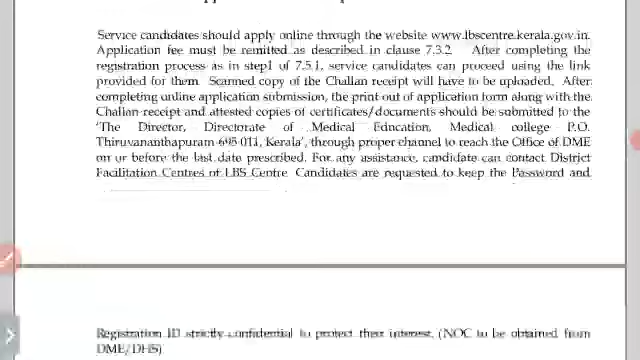 Service candidates should apply online through the website www.lbscentre.kerala.gov.in.
Application fee must be remitted as described in clause 7.3.2. After completing the
registration process as in step1 of 7.5.1, service candidates can proceed using the link
provided for them. Scanned copy of the Challan receipt will have to be uploaded. After
completing online application submission, the print out of application form along with the
Challan receipt and attested copies of certificates/documents should be submitted to the
'The Director, Directorate of Medical Education, Medical college P.O.
Thiruvananthapuram-695 011, Kerala', through proper channel to reach the Office of DME
on or before the last date prescribed. For any assistance, candidate can contact District
Facilitation Centres of LBS Centre. Candidates are requested to keep the Password and
Registration ID strictly confidential to protect their interest. (NOC to be obtained from
DME/DHS)